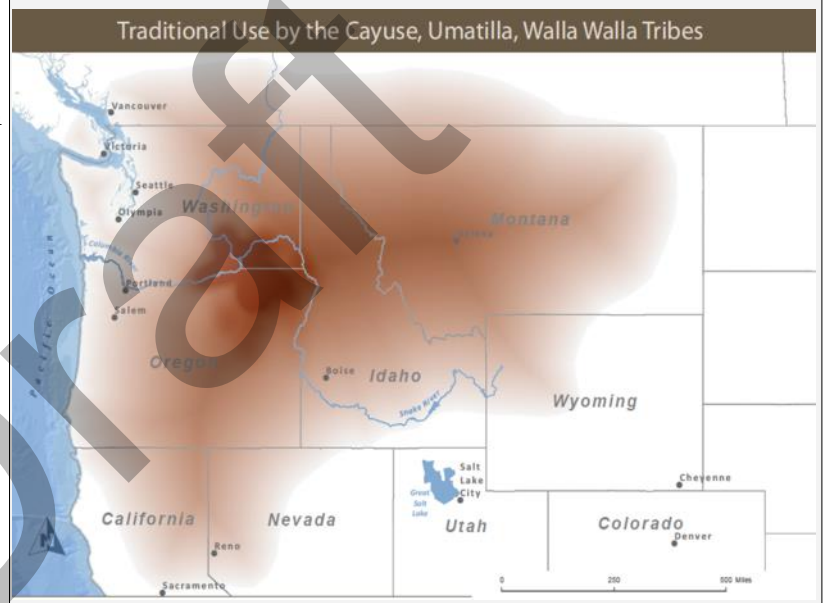 Traditional Use by the Cayuse, Umatilla, Walla Walla Tribes
Vancouver
Victoria
Seattle
Washington
Olympia
Montana
Helena
Columbia River
Pacific Ocean
Portland
Salem
Oregon
Boise
Idaho
Snake River
Wyoming
Salt
Lake
City
Great
Salt
Lake
Cheyenne
California
Nevada
Utah
Colorado
Denver
Reno
Sacramento
N
0
250
500 Miles
Draft